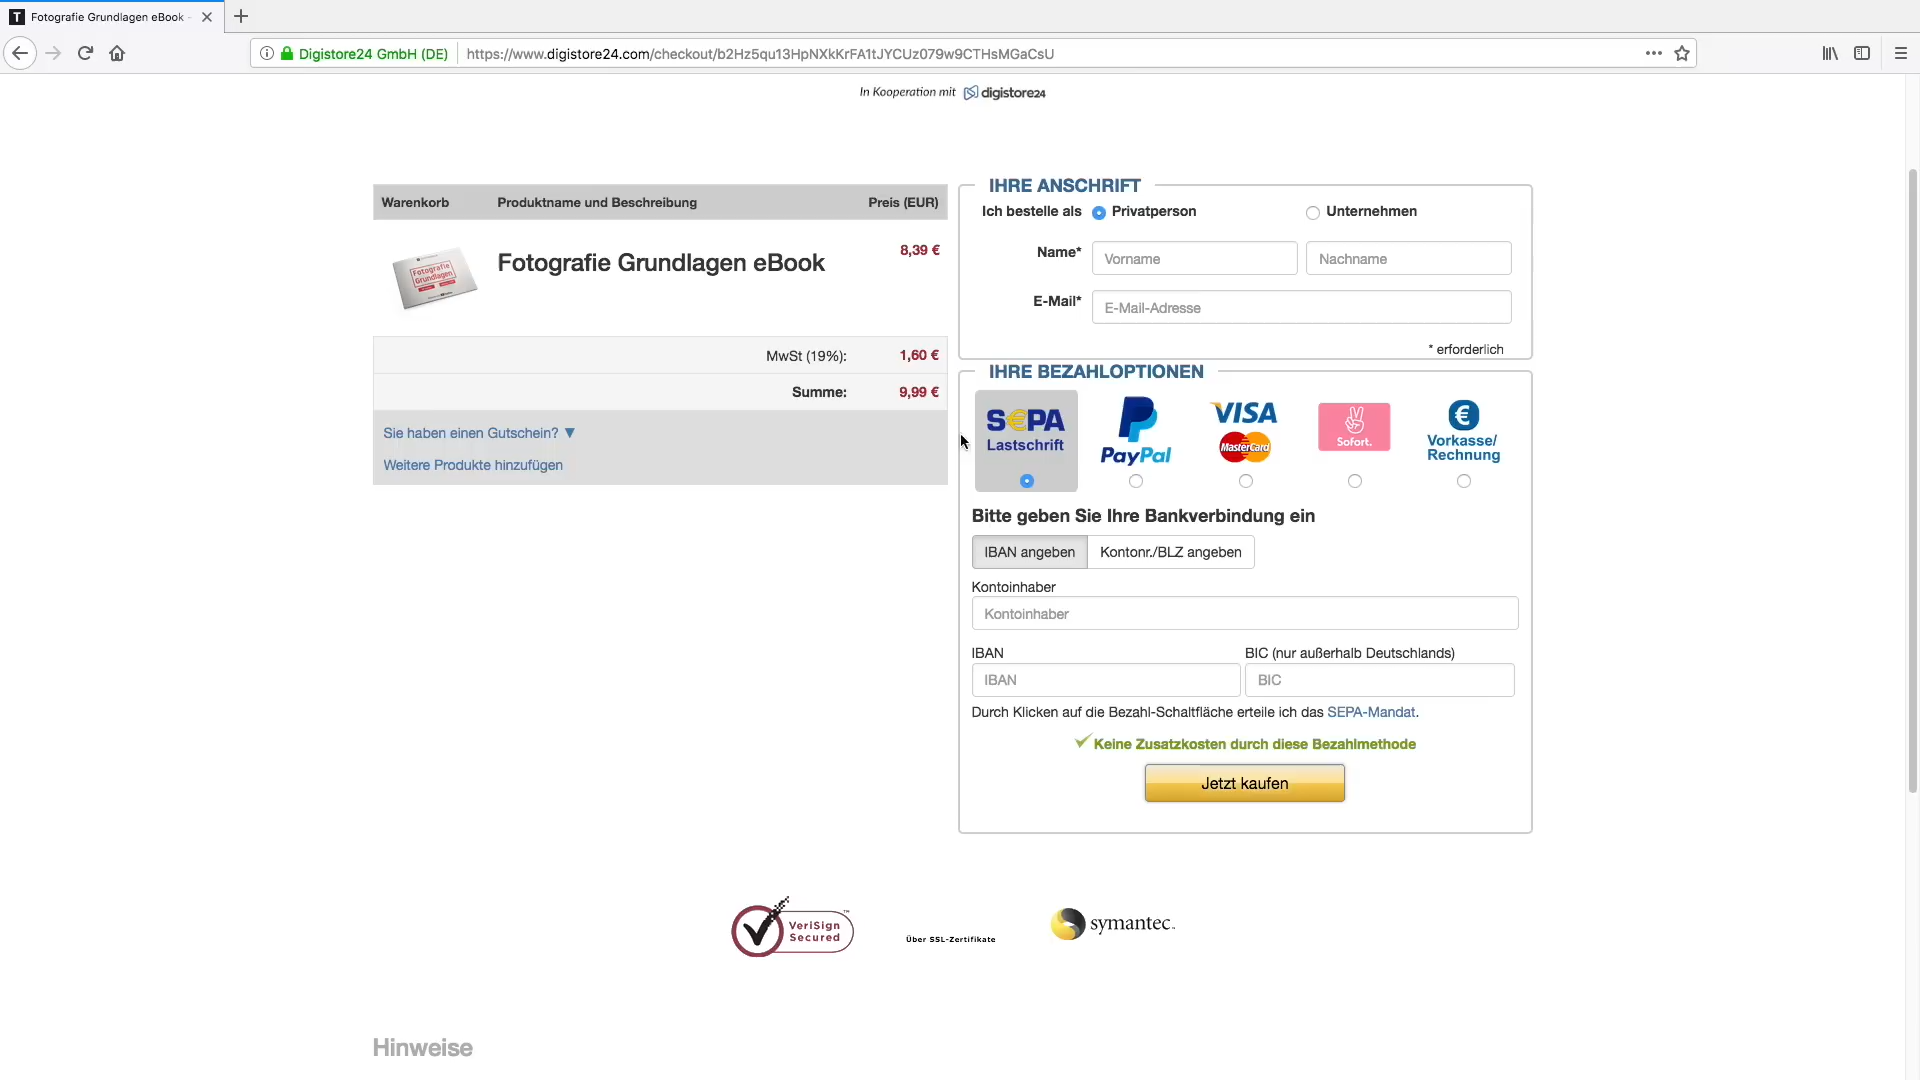 T Fotografie Grundlagen eBook -
Digistore24 GmbH (DE) https://www.digistore24.com/checkout/b2Hz5qu13HpNXkKrFA1tJYCUz079w9CTHsMGaCsU
In Kooperation mit digistore24
Warenkorb Produktname und Beschreibung Preis (EUR)
Fotografie Grundlagen
Fotografie Grundlagen eBook 8,39 €
MwSt (19%): 1,60 €
Summe: 9,99 €
Sie haben einen Gutschein? ▼
Weitere Produkte hinzufügen
IHRE ANSCHRIFT
Ich bestelle als Privatperson Unternehmen
Name* Vorname Nachname
E-Mail* E-Mail-Adresse
* erforderlich
IHRE BEZAHLOPTIONEN
S€PA Lastschrift
PayPal
VISA MasterCard
Sofort.
€ Vorkasse/ Rechnung
Bitte geben Sie Ihre Bankverbindung ein
IBAN angeben Kontonr./BLZ angeben
Kontoinhaber
Kontoinhaber
IBAN BIC (nur außerhalb Deutschlands)
IBAN BIC
Durch Klicken auf die Bezahl-Schaltfläche erteile ich das SEPA-Mandat.
Keine Zusatzkosten durch diese Bezahlmethode
Jetzt kaufen
VeriSign Secured ™
Über SSL-Zertifikate
symantec™
Hinweise